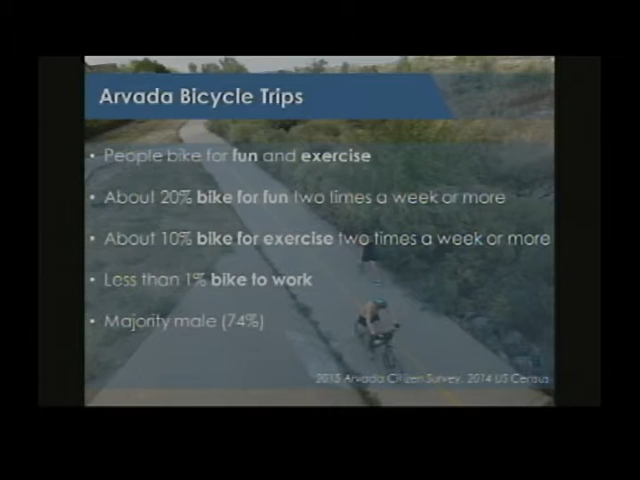 Arvada Bicycle Trips
• People bike for fun and exercise
• About 20% bike for fun two times a week or more
• About 10% bike for exercise two times a week or more
• Less than 1% bike to work
• Majority male (74%)
2015 Arvada Citizen Survey, 2014 US Census